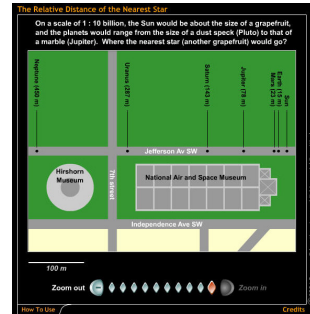 The Relative Distance of the Nearest Star
On a scale of 1 : 10 billion, the Sun would be about the size of a grapefruit,
and the planets would range from the size of a dust speck (Pluto) to that of
a marble (Jupiter). Where the nearest star (another grapefruit) would go?
Neptune (450 m)
Uranus (287 m)
Saturn (143 m)
Jupiter (78 m)
Mars (23 m)
Earth (15 m)
Sun
Jefferson Av SW
7th street
Hirshorn
Museum
National Air and Space Museum
Independence Ave SW
100 m
Zoom out
Zoom in
How To Use
Credits